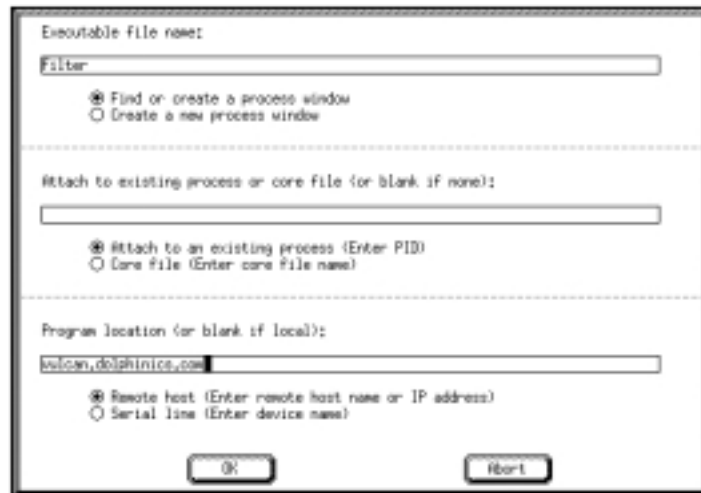 Executable file name:
Filter
Find or create a process window
Create a new process window
Attach to existing process or core file (or blank if none):
Attach to an existing process (Enter PID)
Core file (Enter core file name)
Program location (or blank if local):
vulcan.dolphinics.com
Remote host (Enter remote host name or IP address)
Serial line (Enter device name)
OK Abort